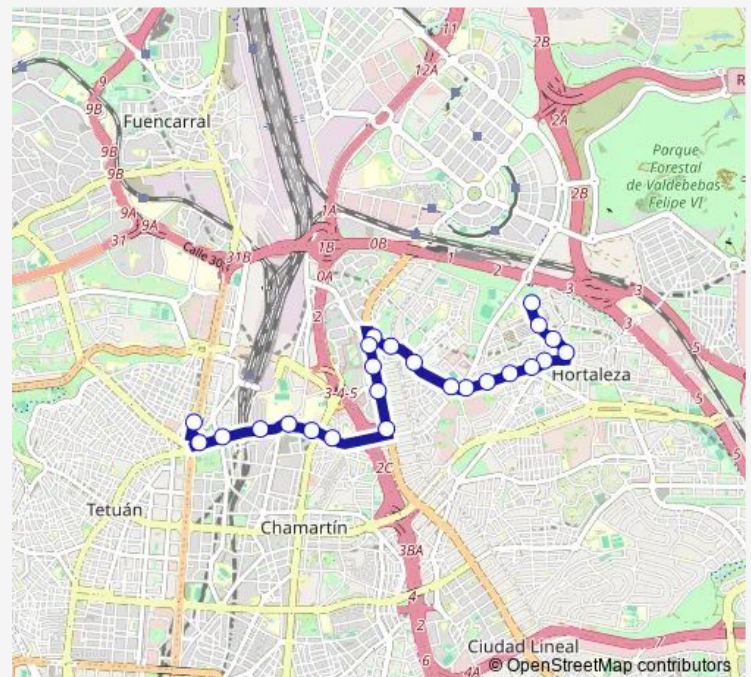 11
2B
12A
9
9B
Fuencarral
2A
R
9B
9B
Parque
Forestal
de Valdebebas
Felipe VI
2B
9A
9A
1A
31
Calle 30
31B
1B
0B
1
2
0A
3
3
3
2
5
5
3-4-5
Hortaleza
5
2C
Tetuán
Chamartín
3BA
4
2
Ciudad Lineal
7
6
4A
© OpenStreetMap contributors